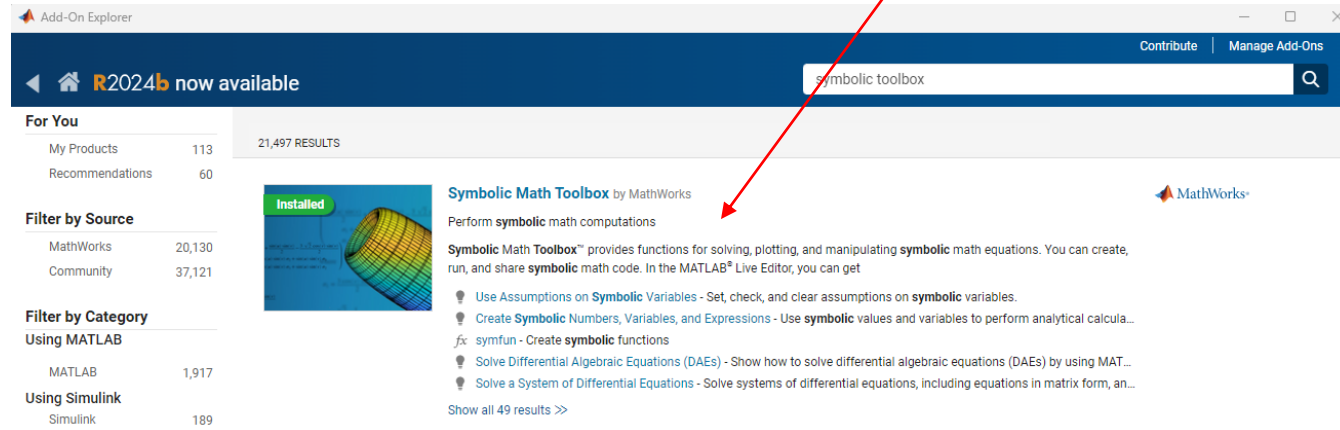 Add-On Explorer
Contribute | Manage Add-Ons
R2024b now available
symbolic toolbox
For You
My Products 113
Recommendations 60
Filter by Source
MathWorks 20,130
Community 37,121
Filter by Category
Using MATLAB
MATLAB 1,917
Using Simulink
Simulink 189
21,497 RESULTS
Installed
Symbolic Math Toolbox by MathWorks
MathWorks®
Perform symbolic math computations
Symbolic Math Toolbox™ provides functions for solving, plotting, and manipulating symbolic math equations. You can create,
run, and share symbolic math code. In the MATLAB® Live Editor, you can get
Use Assumptions on Symbolic Variables - Set, check, and clear assumptions on symbolic variables.
Create Symbolic Numbers, Variables, and Expressions - Use symbolic values and variables to perform analytical calcula...
fx symfun - Create symbolic functions
Solve Differential Algebraic Equations (DAEs) - Show how to solve differential algebraic equations (DAEs) by using MAT...
Solve a System of Differential Equations - Solve systems of differential equations, including equations in matrix form, an...
Show all 49 results >>